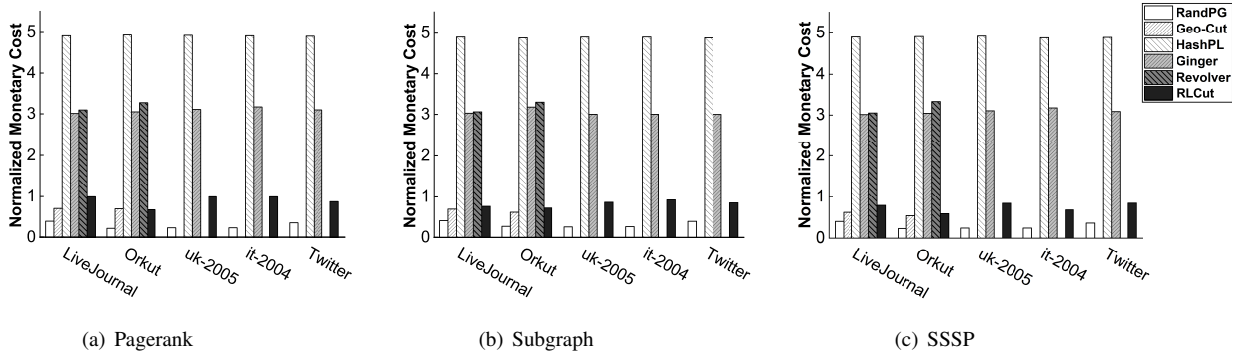 Normalized Monetary Cost
5
4
3
2
1
0
LiveJournal
Orkut
uk-2005
it-2004
Twitter
(a) Pagerank
Normalized Monetary Cost
5
4
3
2
1
0
LiveJournal
Orkut
uk-2005
it-2004
Twitter
(b) Subgraph
Normalized Monetary Cost
5
4
3
2
1
0
LiveJournal
Orkut
uk-2005
it-2004
Twitter
(c) SSSP
RandPG
Geo-Cut
HashPL
Ginger
Revolver
RLCut